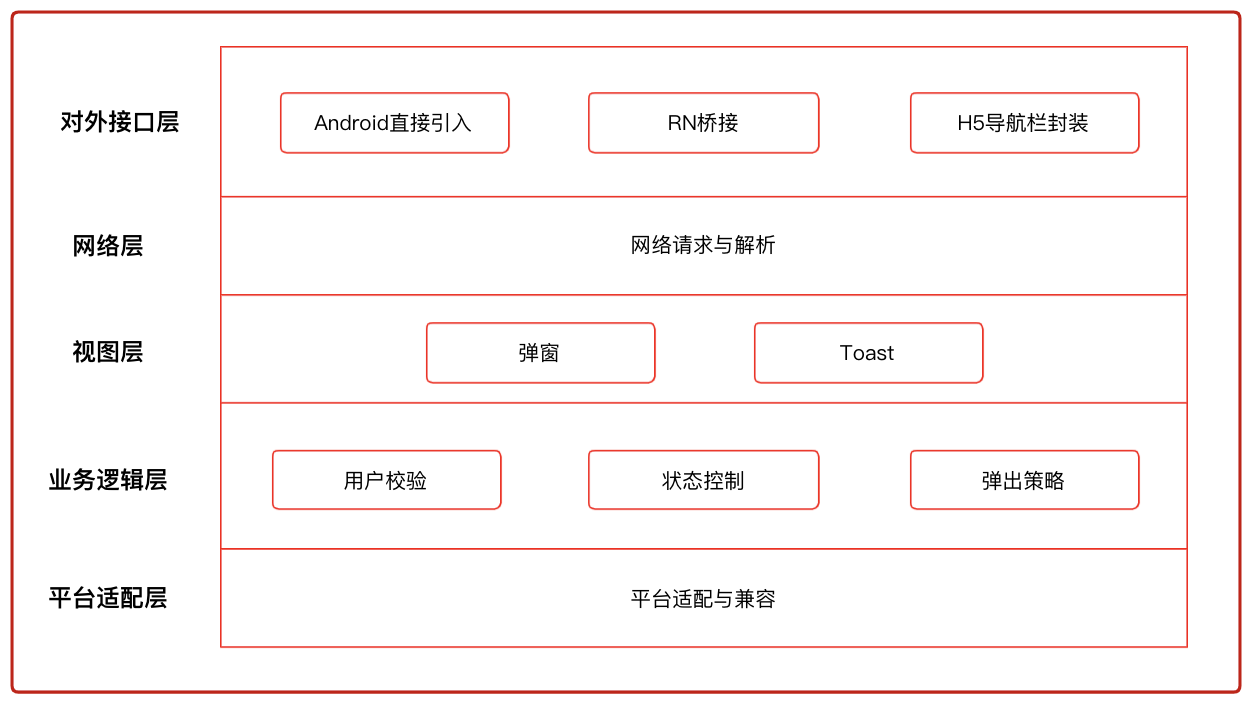 对外接口层
Android直接引入
RN桥接
H5导航栏封装
网络层
网络请求与解析
视图层
弹窗
Toast
业务逻辑层
用户校验
状态控制
弹出策略
平台适配层
平台适配与兼容